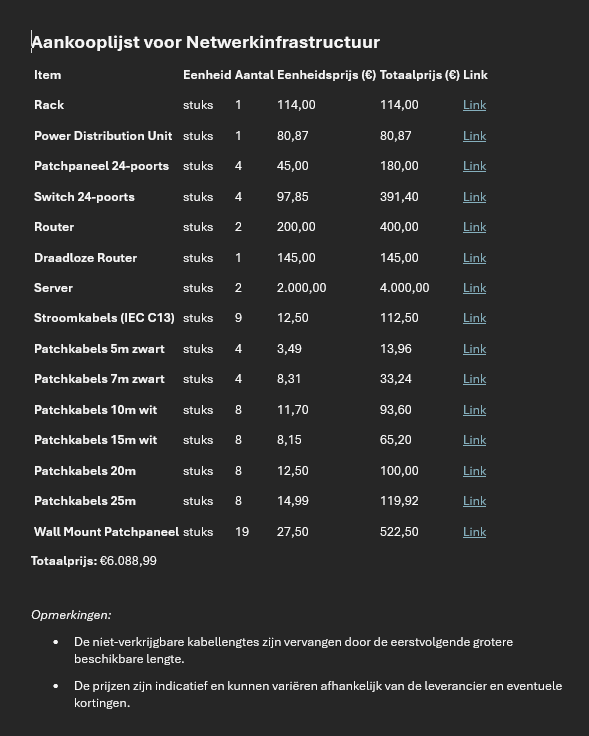 Aankooplijst voor Netwerkinfrastructuur
Item Eenheid Aantal Eenheidsprijs (€) Totaalprijs (€) Link
Rack stuks 1 114,00 114,00 Link
Power Distribution Unit stuks 1 80,87 80,87 Link
Patchpaneel 24-poorts stuks 4 45,00 180,00 Link
Switch 24-poorts stuks 4 97,85 391,40 Link
Router stuks 2 200,00 400,00 Link
Draadloze Router stuks 1 145,00 145,00 Link
Server stuks 2 2.000,00 4.000,00 Link
Stroomkabels (IEC C13) stuks 9 12,50 112,50 Link
Patchkabels 5m zwart stuks 4 3,49 13,96 Link
Patchkabels 7m zwart stuks 4 8,31 33,24 Link
Patchkabels 10m wit stuks 8 11,70 93,60 Link
Patchkabels 15m wit stuks 8 8,15 65,20 Link
Patchkabels 20m stuks 8 12,50 100,00 Link
Patchkabels 25m stuks 8 14,99 119,92 Link
Wall Mount Patchpaneel stuks 19 27,50 522,50 Link
Totaalprijs: €6.088,99
Opmerkingen:
• De niet-verkrijgbare kabellengtes zijn vervangen door de eerstvolgende grotere
beschikbare lengte.
• De prijzen zijn indicatief en kunnen variëren afhankelijk van de leverancier en eventuele
kortingen.